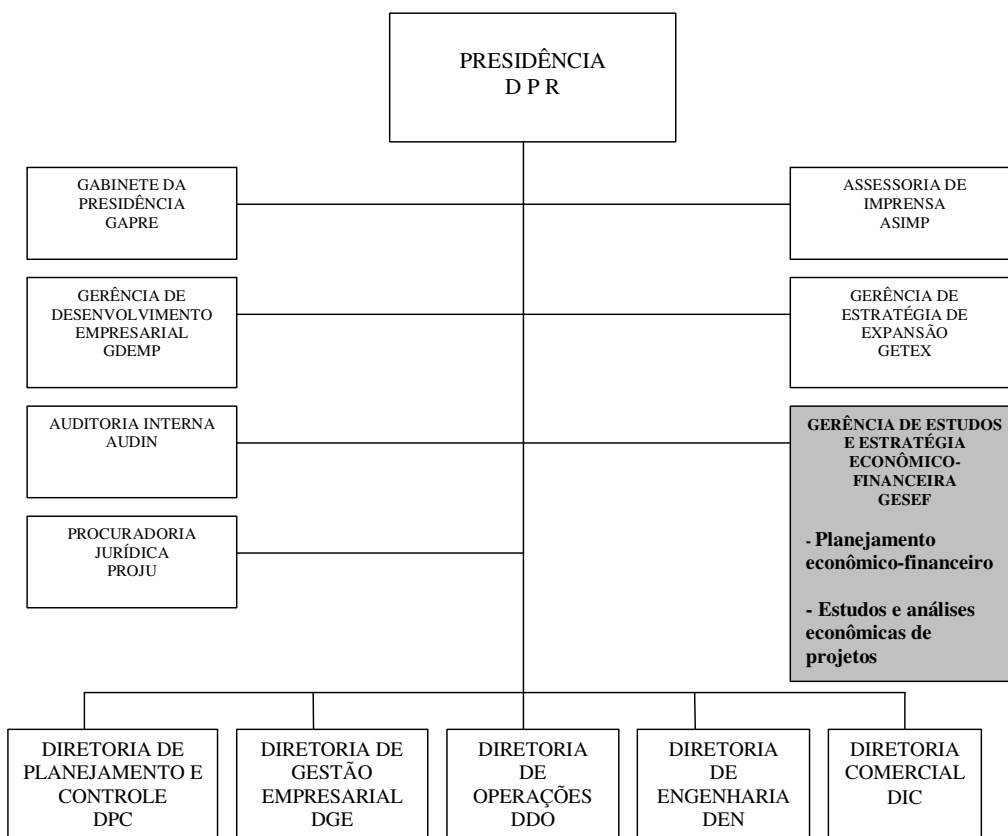 PRESIDÊNCIA
D P R
GABINETE DA
PRESIDÊNCIA
GAPRE
ASSESSORIA DE
IMPRENSA
ASIMP
GERÊNCIA DE
DESENVOLVIMENTO
EMPRESARIAL
GDEMP
GERÊNCIA DE
ESTRATÉGIA DE
EXPANSÃO
GETEX
AUDITORIA INTERNA
AUDIN
GERÊNCIA DE ESTUDOS
E ESTRATÉGIA
ECONÔMICO-
FINANCEIRA
GESEF
- Planejamento
econômico-financeiro
- Estudos e análises
econômicas de
projetos
PROCURADORIA
JURÍDICA
PROJU
DIRETORIA DE
PLANEJAMENTO E
CONTROLE
DPC
DIRETORIA DE
GESTÃO
EMPRESARIAL
DGE
DIRETORIA
DE
OPERAÇÕES
DDO
DIRETORIA
DE
ENGENHARIA
DEN
DIRETORIA
COMERCIAL
DIC